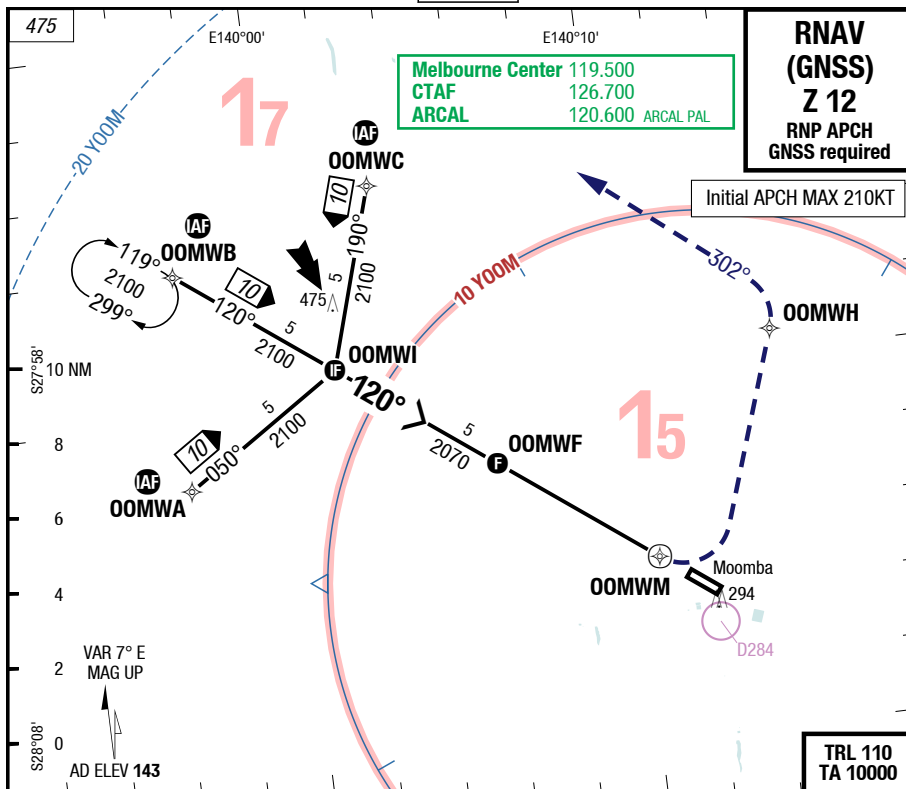 475
E140°00'
E140°10'
RNAV
(GNSS)
Z 12
RNP APCH
GNSS required
Melbourne Center 119.500
CTAF 126.700
ARCAL 120.600 ARCAL PAL
20 YOOM
17
IAF
OOMWC
Initial APCH MAX 210KT
10
190°
5
2100
IAF
OOMWB
119°
2100
299°
10
120°
5
2100
475
10 YOOM
302°
OOMWH
S27°58'
10 NM
OOMWI
IF
120°
15
5
2070
OOMWF
F
5
2100
10
050°
IAF
OOMWA
8
6
4
2
0
OOMWM
Moomba
294
D284
VAR 7° E
MAG UP
S28°08'
AD ELEV 143
TRL 110
TA 10000